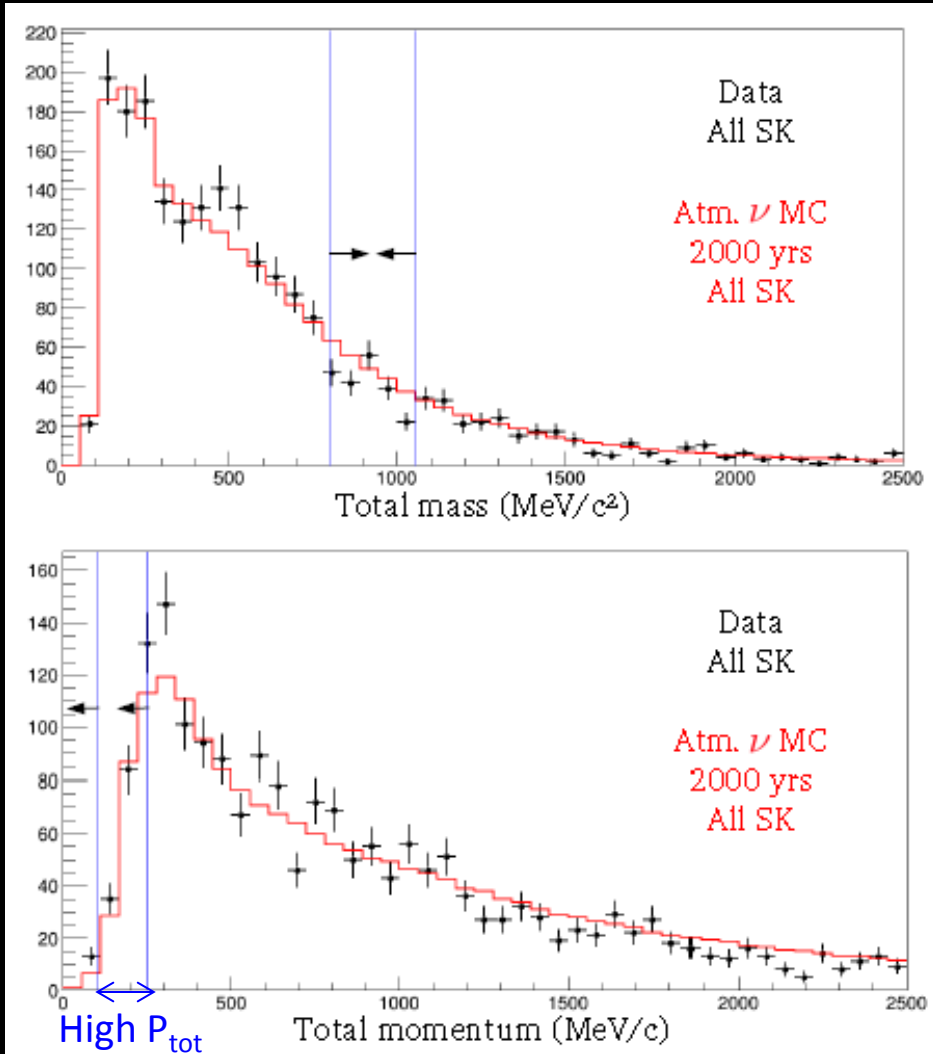 220
200
180
160
140
120
100
80
60
40
20
0
0 500 1000 1500 2000 2500
Total mass (MeV/c²)
Data
All SK
Atm. ν MC
2000 yrs
All SK
160
140
120
100
80
60
40
20
0
0 500 1000 1500 2000 2500
High Ptot
Total momentum (MeV/c)
Data
All SK
Atm. ν MC
2000 yrs
All SK